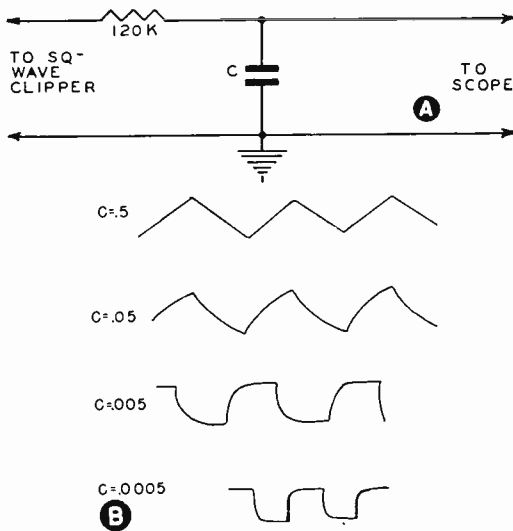 120K
TO SQ-
WAVE
CLIPPER
C
TO
SCOPE
A
C=.5
C=.05
C=.005
C=.0005
B